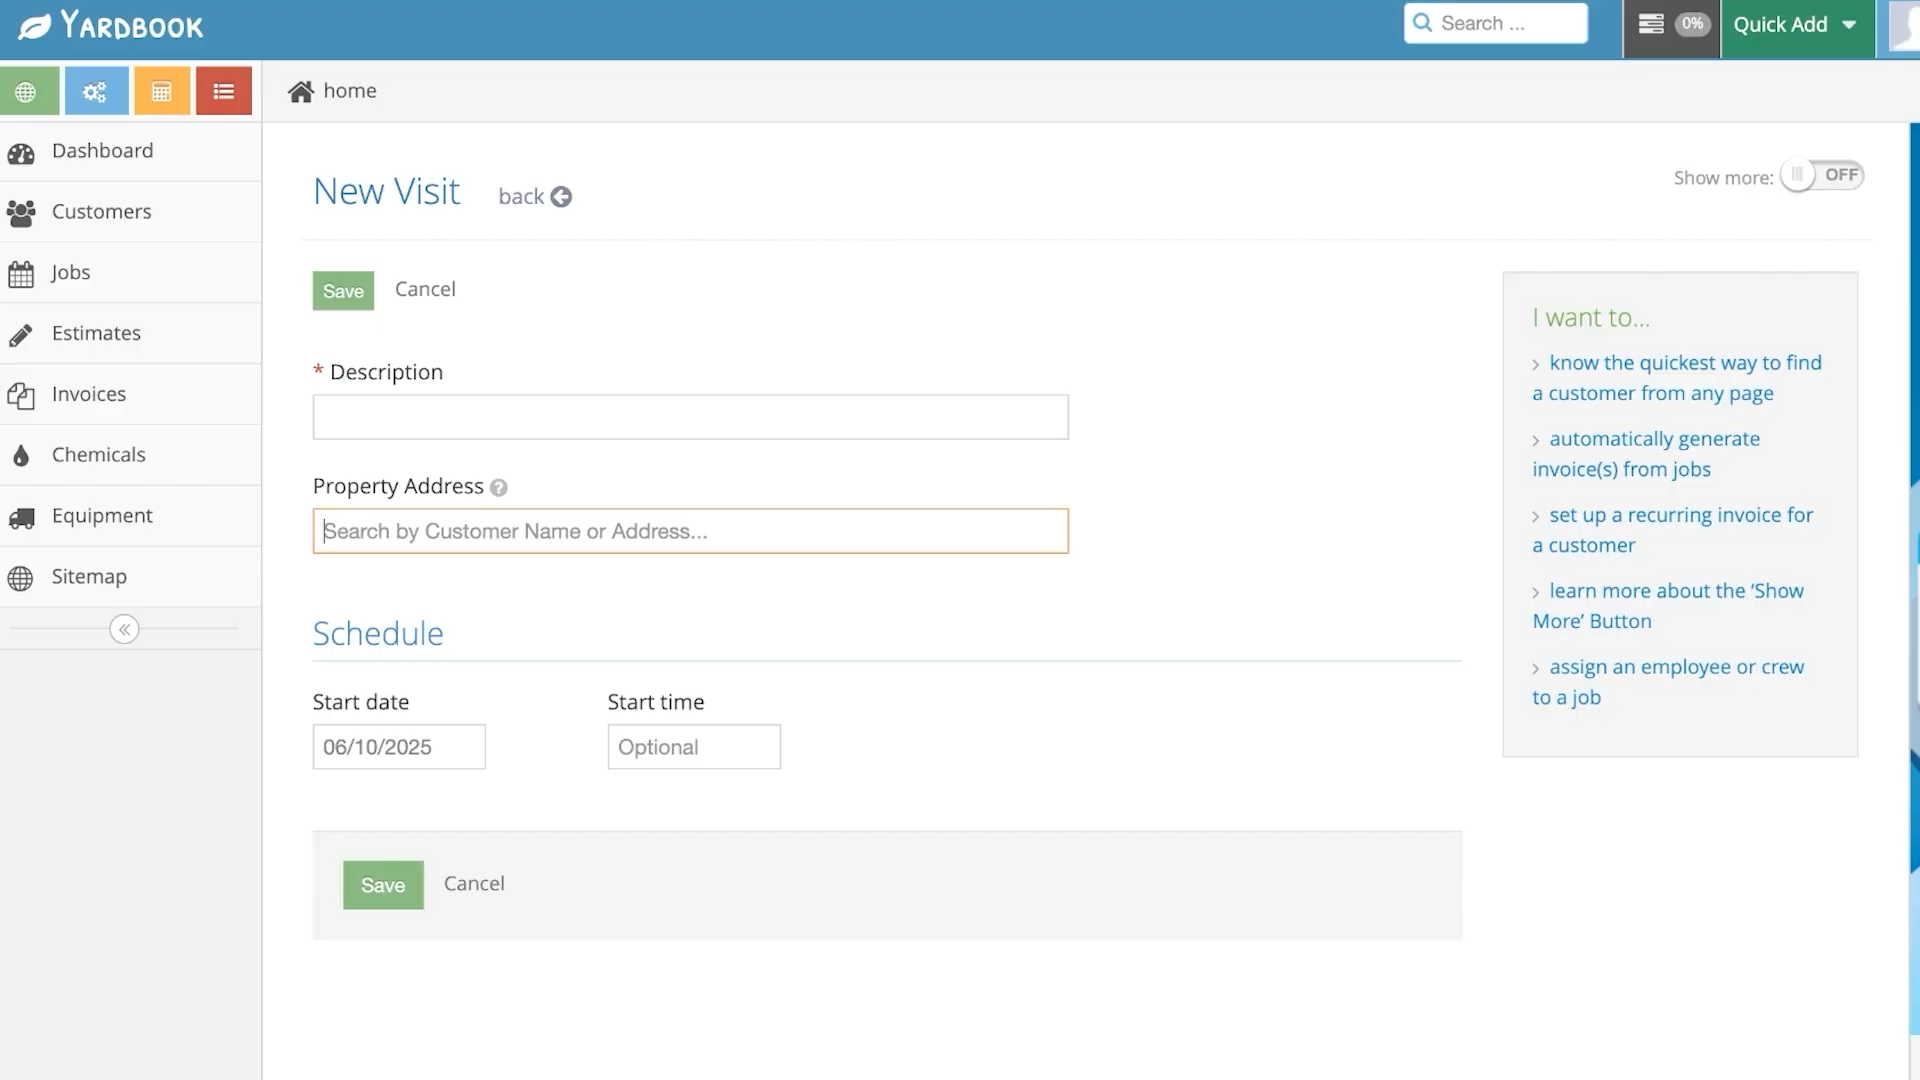 YARDBOOK
Search ...
0%
Quick Add
home
Dashboard
Customers
Jobs
Estimates
Invoices
Chemicals
Equipment
Sitemap
New Visit
back
Show more:
OFF
Save
Cancel
* Description
Property Address ?
Search by Customer Name or Address...
Schedule
Start date
Start time
06/10/2025
Optional
Save
Cancel
I want to...
› know the quickest way to find
a customer from any page
› automatically generate
invoice(s) from jobs
› set up a recurring invoice for
a customer
› learn more about the ‘Show
More’ Button
› assign an employee or crew
to a job